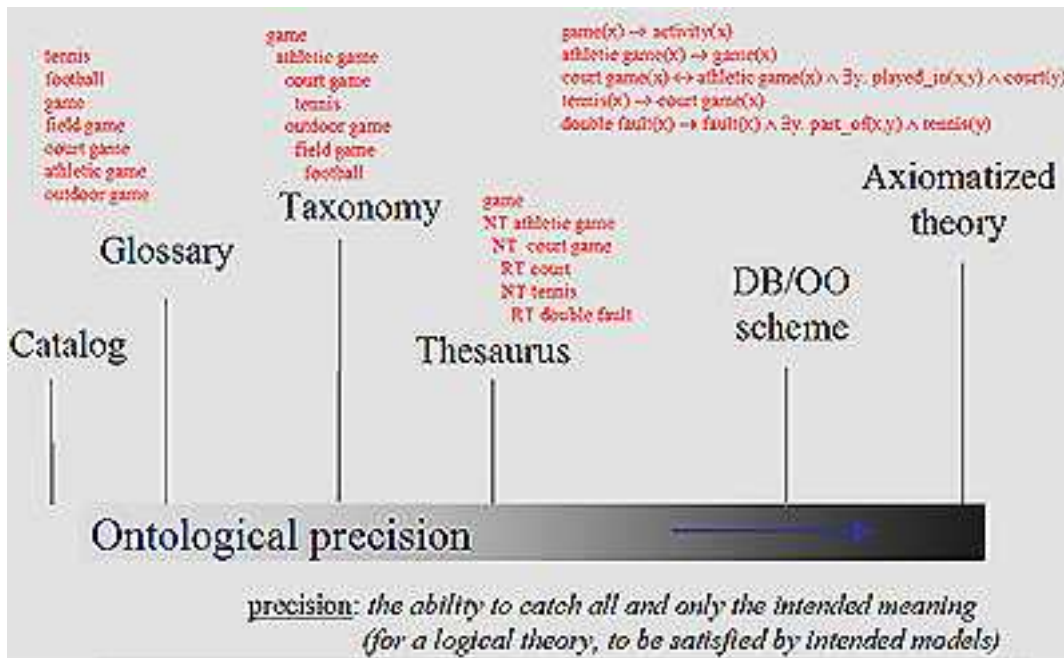 tennis
football
game
field game
court game
athletic game
outdoor game
game
athletic game
court game
tennis
outdoor game
field game
football
game(x) → activity(x)
athletic game(x) → game(x)
court game(x) ↔ athletic game(x) ∧ ∃y. played_in(x,y) ∧ court(y)
tennis(x) → court game(x)
double fault(x) → fault(x) ∧ ∃y. part_of(x,y) ∧ tennis(y)
game
NT athletic game
NT court game
RT court
NT tennis
RT double fault
Catalog
Glossary
Taxonomy
Thesaurus
DB/OO
scheme
Axiomatized
theory
Ontological precision
precision: the ability to catch all and only the intended meaning
(for a logical theory, to be satisfied by intended models)